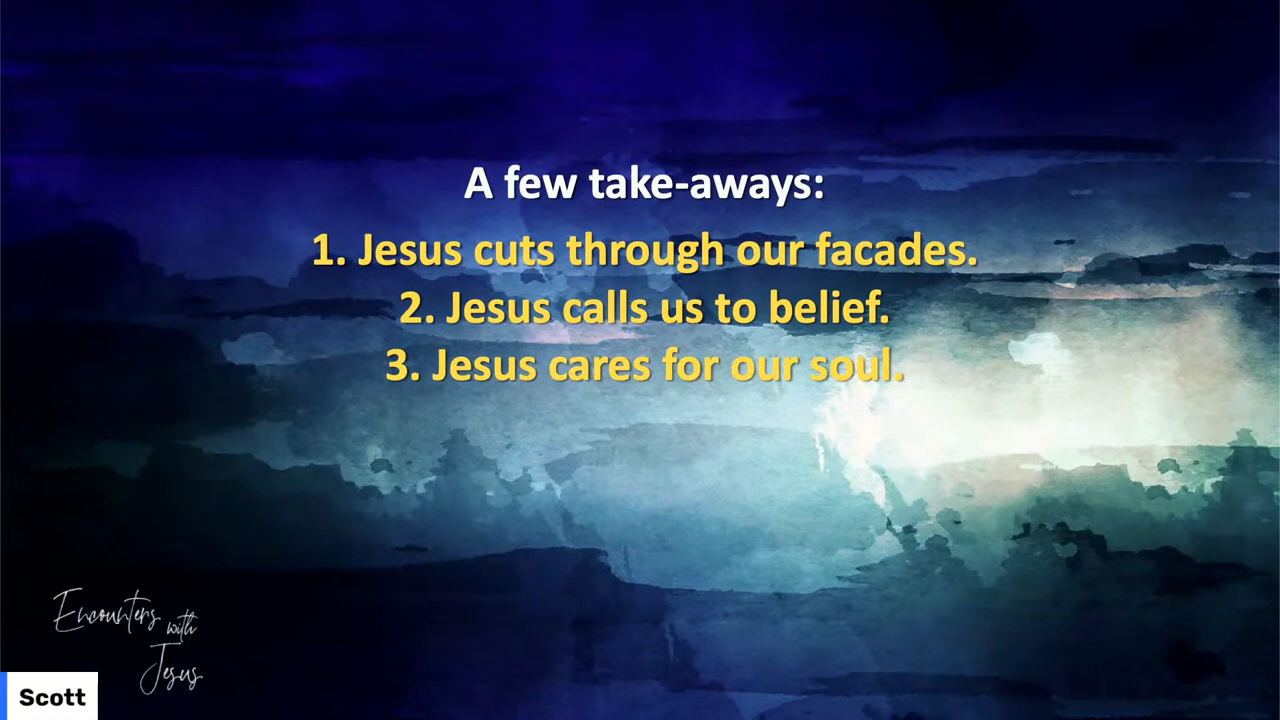 A few take-aways:
1. Jesus cuts through our facades.
2. Jesus calls us to belief.
3. Jesus cares for our soul.
Encounters with
Jesus
Scott